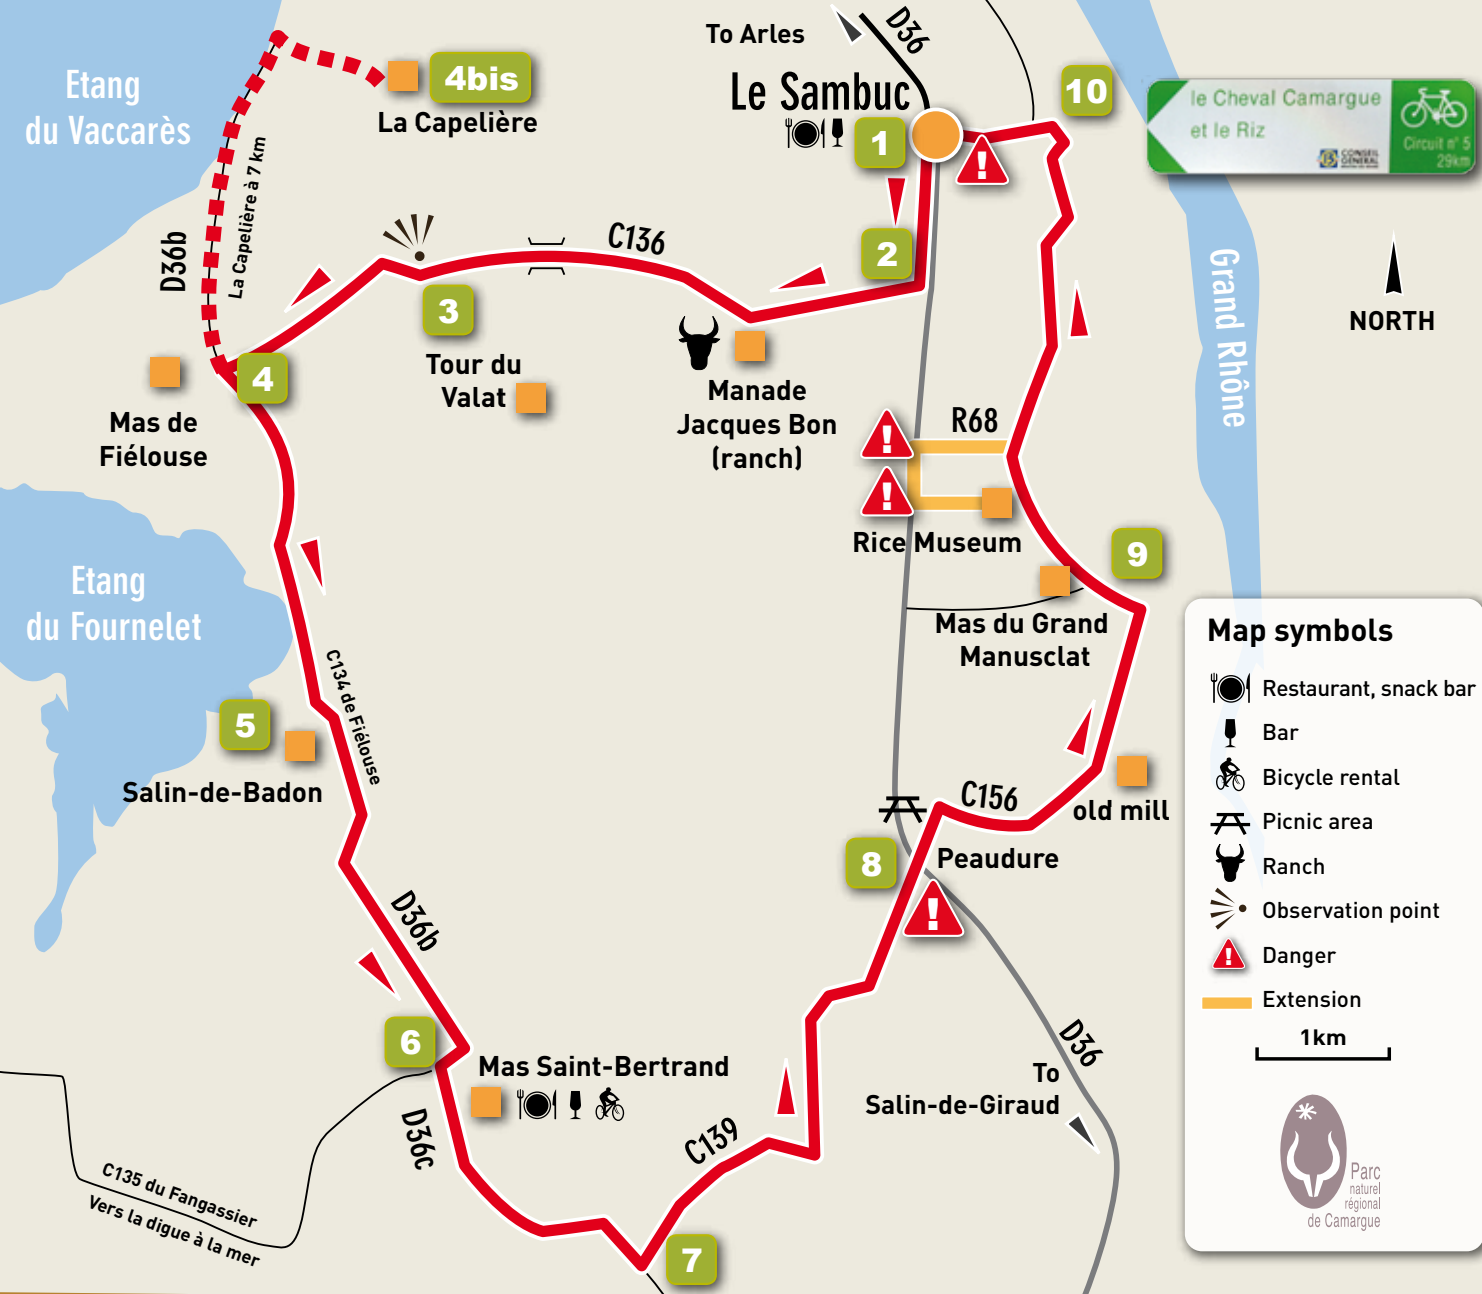 To Arles
D36
Le Sambuc
1
10
le Cheval Camargue
et le Riz
CONSEIL
GENERAL
Circuit n° 5
29km
Etang
du Vaccarès
4bis
La Capelière
La Capelière à 7 km
D36b
C136
2
3
Tour du
Valat
4
Mas de
Fiélouse
Manade
Jacques Bon
(ranch)
Grand Rhône
NORTH
R68
!
!
!
Rice Museum
9
Mas du Grand
Manusclat
Etang
du Fournelet
C134 de Fiélouse
5
Salin-de-Badon
C156
old mill
8
Peaudure
!
D36b
6
Mas Saint-Bertrand
D36c
C139
D36
To
Salin-de-Giraud
C135 du Fangassier
Vers la digue à la mer
7
Map symbols
Restaurant, snack bar
Bar
Bicycle rental
Picnic area
Ranch
Observation point
! Danger
Extension
1km
Parc
naturel
régional
de Camargue